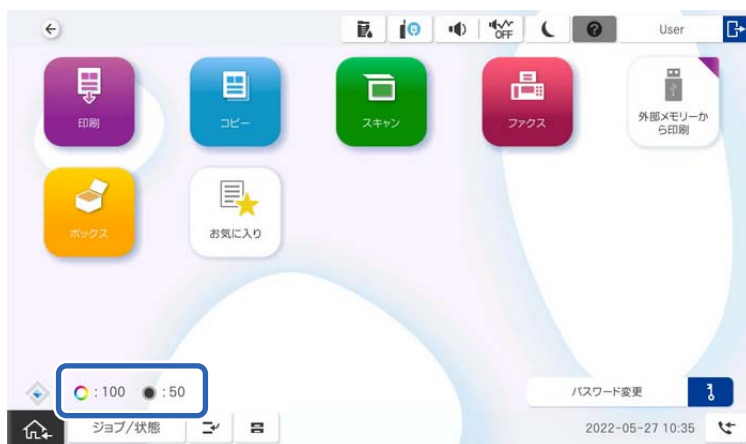 OFF
User
印刷
コピー
スキャン
ファクス
外部メモリーか
ら印刷
ボックス
お気に入り
: 100
: 50
パスワード変更
ジョブ/状態
2022-05-27 10:35